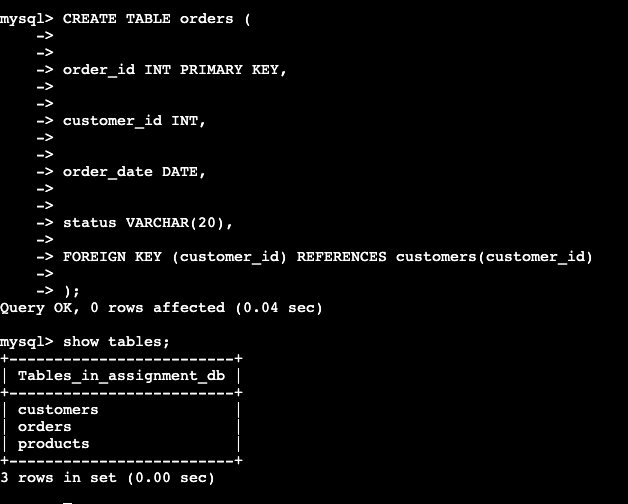 mysql> CREATE TABLE orders (
    ->
    ->
    -> order_id INT PRIMARY KEY,
    ->
    ->
    -> customer_id INT,
    ->
    ->
    -> order_date DATE,
    ->
    ->
    -> status VARCHAR(20),
    ->
    -> FOREIGN KEY (customer_id) REFERENCES customers(customer_id)
    ->
    -> );
Query OK, 0 rows affected (0.04 sec)

mysql> show tables;
+-------------------------+
| Tables_in_assignment_db |
+-------------------------+
| customers               |
| orders                  |
| products                |
+-------------------------+
3 rows in set (0.00 sec)